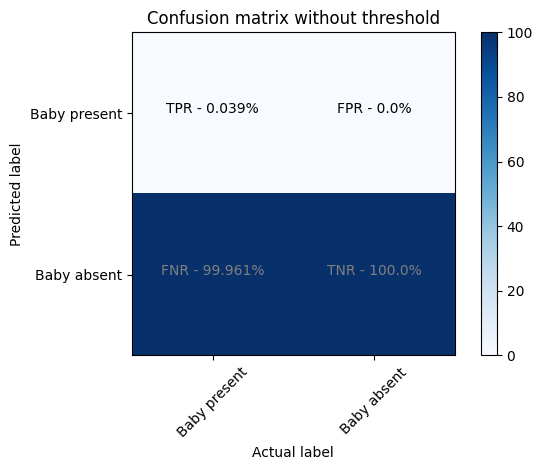 Confusion matrix without threshold
Predicted label
Baby present
Baby absent
TPR - 0.039%
FPR - 0.0%
FNR - 99.961%
TNR - 100.0%
Baby present
Baby absent
Actual label
100
80
60
40
20
0